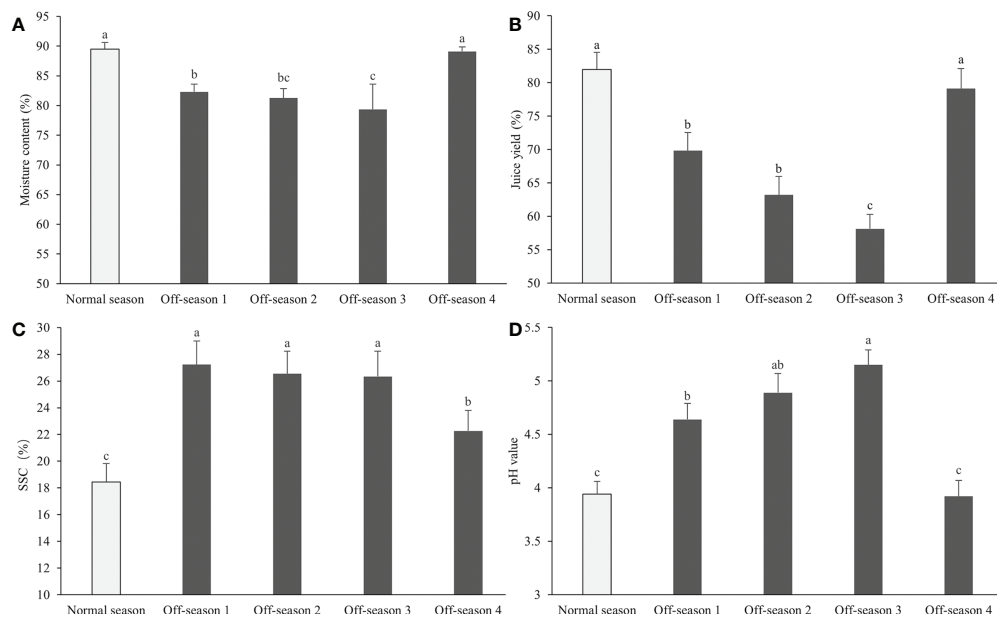 A
Moisture content (%)
95
90
85
80
75
70
65
60
55
50
a
b
bc
c
a
Normal season Off-season 1 Off-season 2 Off-season 3 Off-season 4
B
Juice yield (%)
90
85
80
75
70
65
60
55
50
a
b
b
c
a
Normal season Off-season 1 Off-season 2 Off-season 3 Off-season 4
C
SSC (%)
30
28
26
24
22
20
18
16
14
12
10
c
a
a
a
b
Normal season Off-season 1 Off-season 2 Off-season 3 Off-season 4
D
pH value
5.5
5
4.5
4
3.5
3
c
b
ab
a
c
Normal season Off-season 1 Off-season 2 Off-season 3 Off-season 4